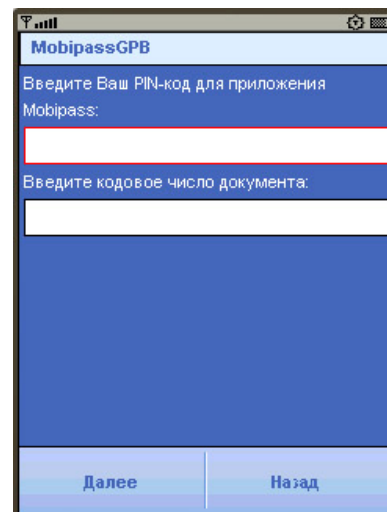 MobipassGPB
Введите Ваш PIN-код для приложения
Mobipass:
Введите кодовое число документа:
Далее
Назад